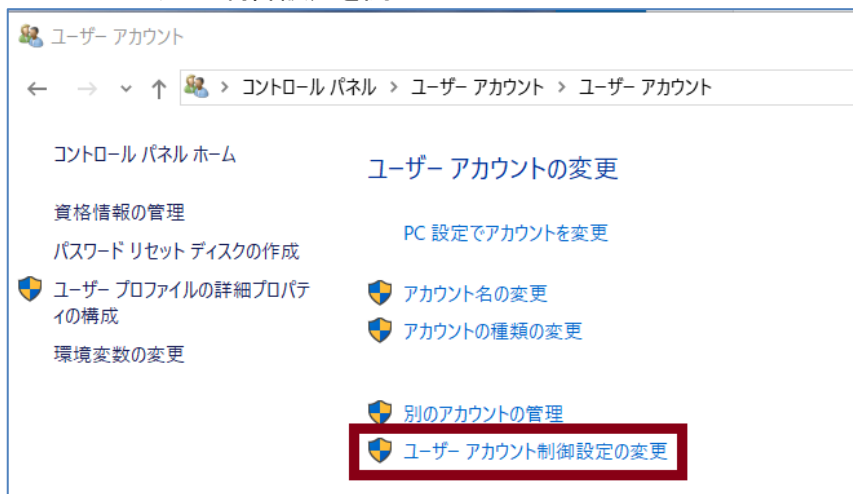 ユーザー アカウント
コントロール パネル > ユーザー アカウント > ユーザー アカウント
コントロール パネル ホーム
資格情報の管理
パスワード リセット ディスクの作成
ユーザー プロファイルの詳細プロパテ
ィの構成
環境変数の変更
ユーザー アカウントの変更
PC 設定でアカウントを変更
アカウント名の変更
アカウントの種類の変更
別のアカウントの管理
ユーザー アカウント制御設定の変更